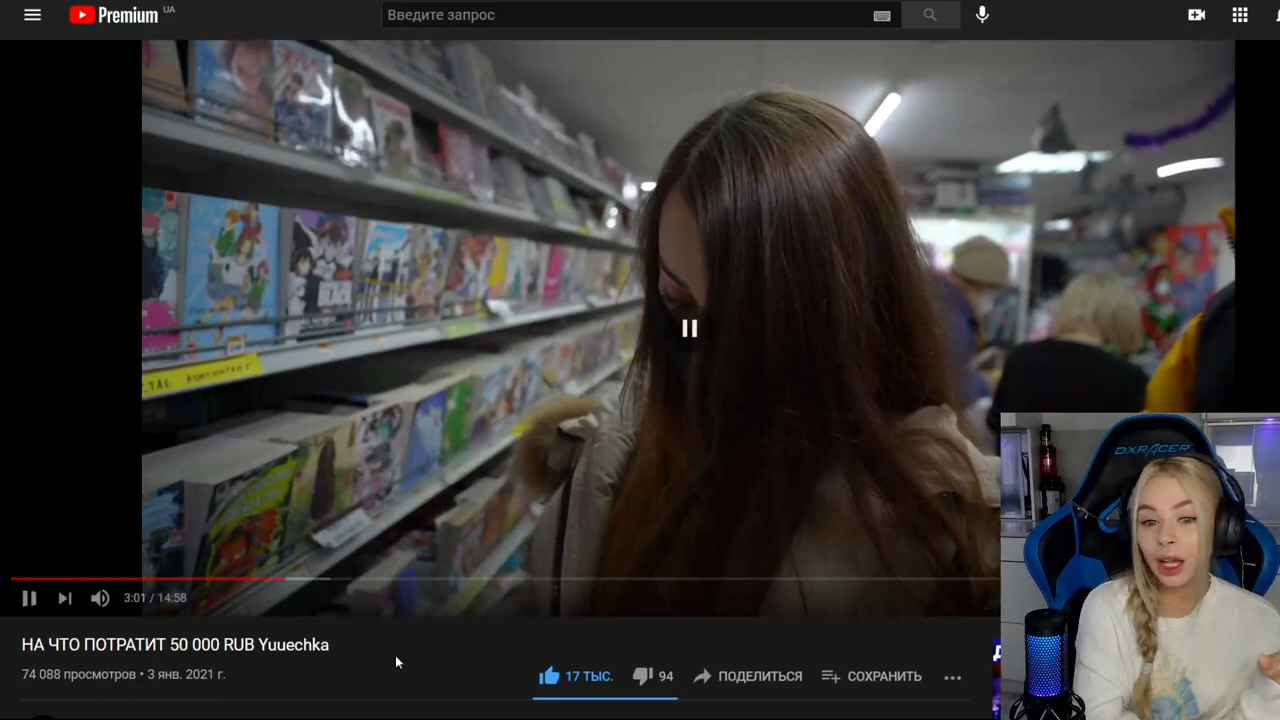 Premium UA
Введите запрос
DXRACER
3:01 / 14:58
НА ЧТО ПОТРАТИТ 50 000 RUB Yuuechka
74 088 просмотров • 3 янв. 2021 г.
17 ТЫС.
94
ПОДЕЛИТЬСЯ
СОХРАНИТЬ